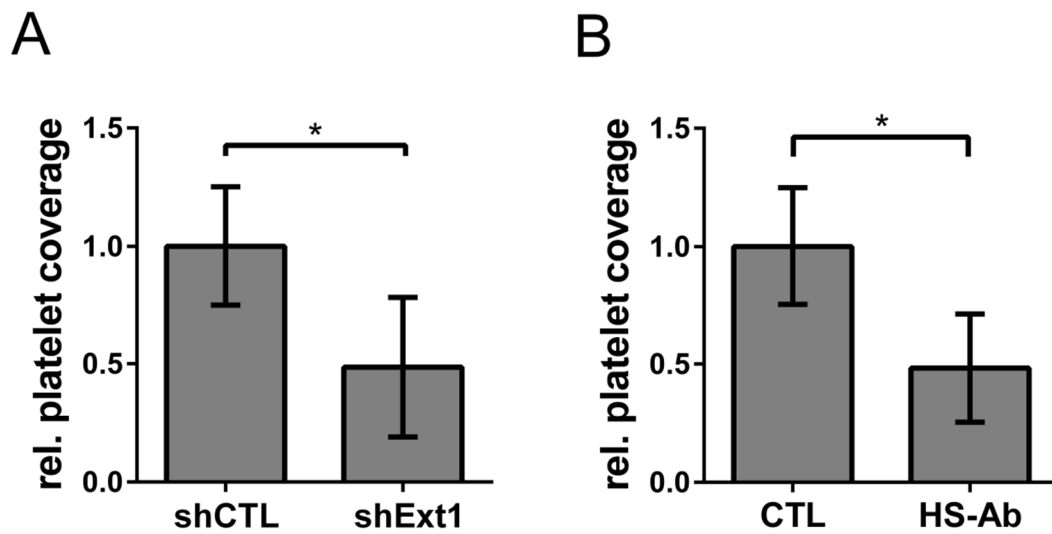 A
rel. platelet coverage
1.5
1.0
0.5
0.0
*
shCTL shExt1
B
rel. platelet coverage
1.5
1.0
0.5
0.0
*
CTL HS-Ab